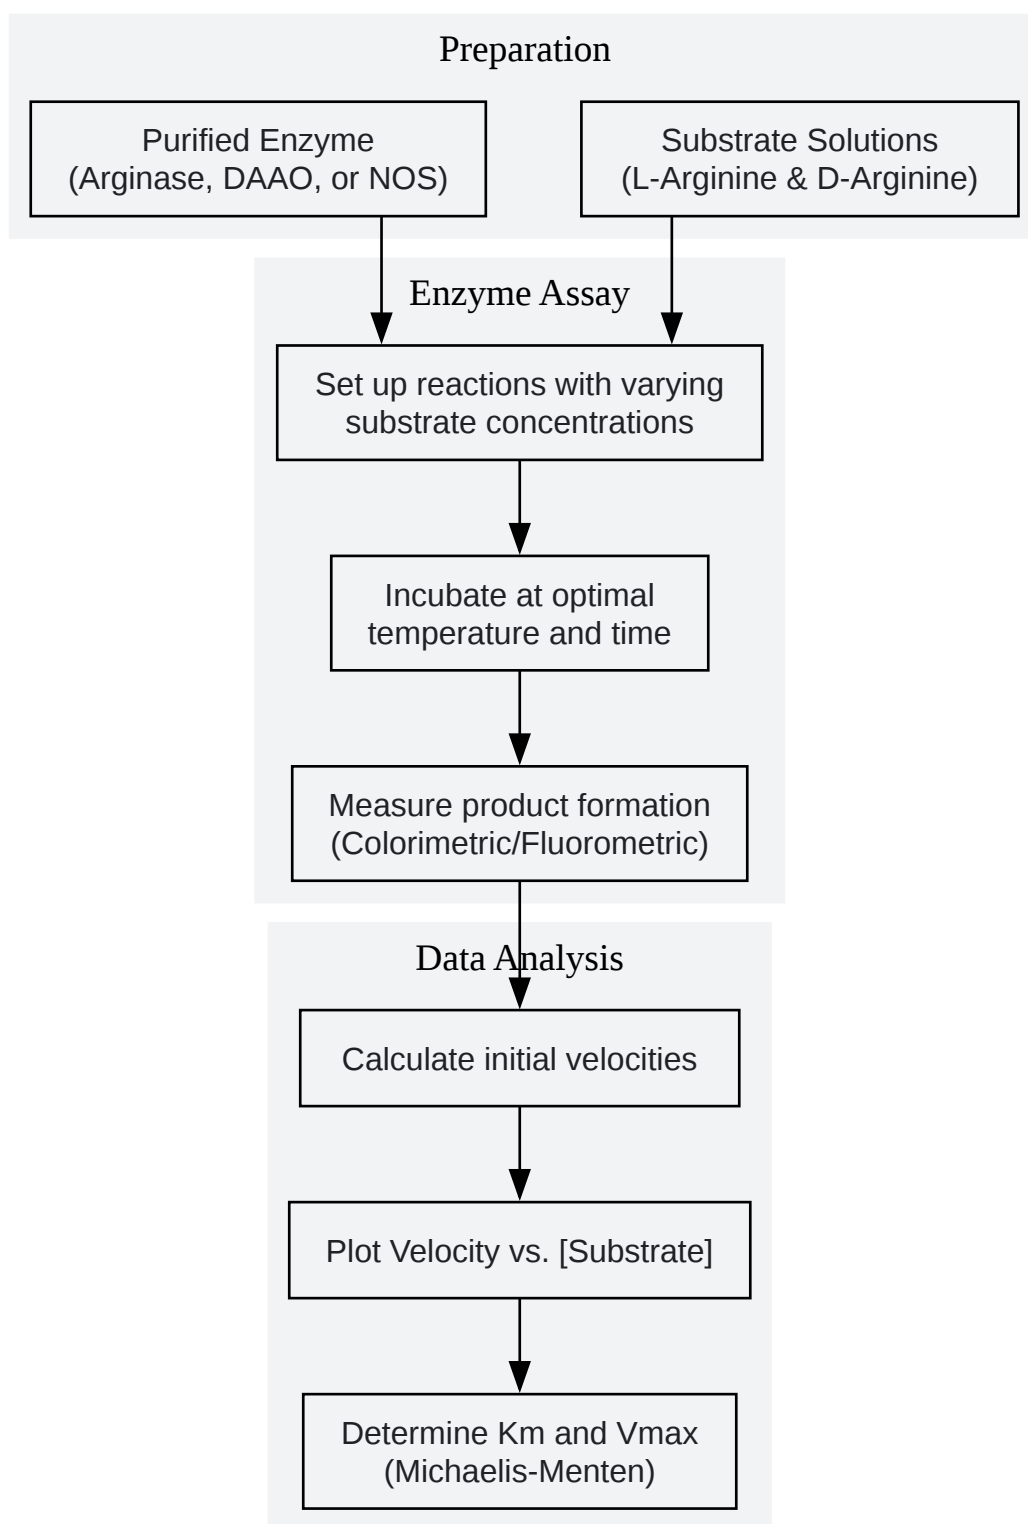 Preparation
Purified Enzyme
(Arginase, DAAO, or NOS)
Substrate Solutions
(L-Arginine & D-Arginine)
Enzyme Assay
Set up reactions with varying
substrate concentrations
Incubate at optimal
temperature and time
Measure product formation
(Colorimetric/Fluorometric)
Data Analysis
Calculate initial velocities
Plot Velocity vs. [Substrate]
Determine Km and Vmax
(Michaelis-Menten)